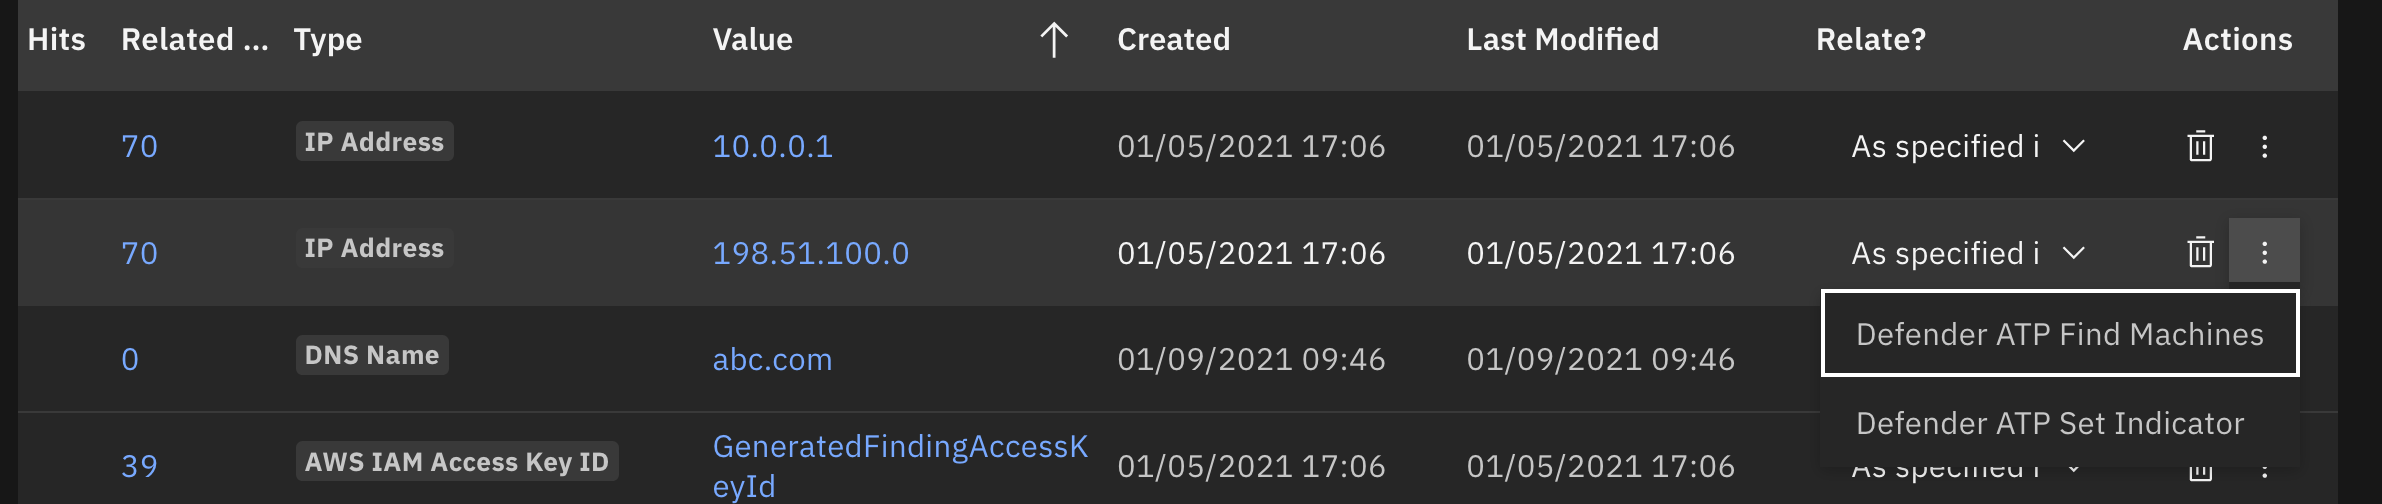 Hits Related ... Type Value Created Last Modified Relate? Actions
70 IP Address 10.0.0.1 01/05/2021 17:06 01/05/2021 17:06 As specified i
70 IP Address 198.51.100.0 01/05/2021 17:06 01/05/2021 17:06 As specified i
Defender ATP Find Machines
0 DNS Name abc.com 01/09/2021 09:46 01/09/2021 09:46
Defender ATP Set Indicator
39 AWS IAM Access Key ID GeneratedFindingAccessK
eyId 01/05/2021 17:06 01/05/2021 17:06 As specified i